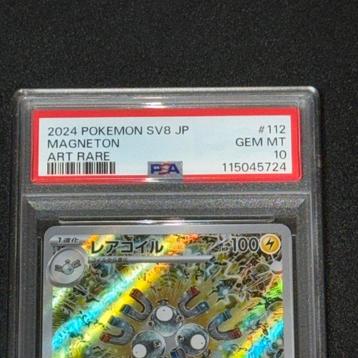 2024 POKEMON SV8 JP #112
MAGNETON GEM MT
ART RARE 10
PSA 115045724
1進化 レアコイル HP100